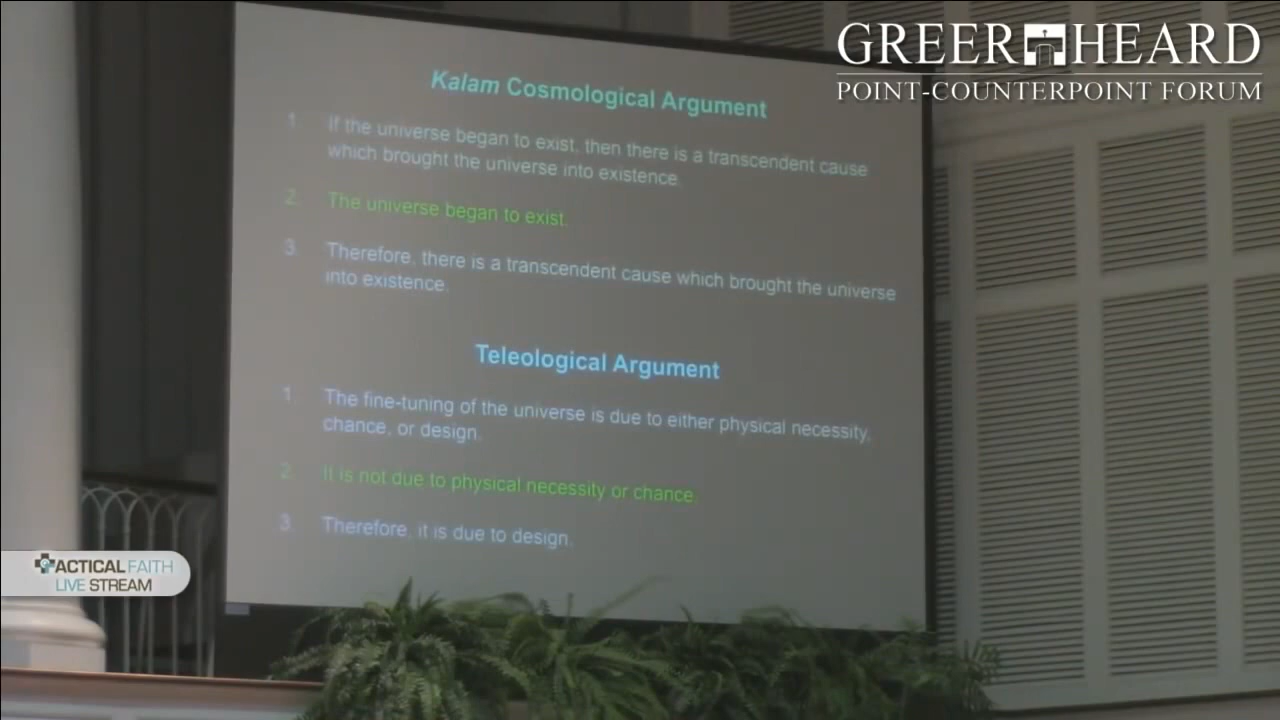 GREER HEARD
POINT-COUNTERPOINT FORUM
Kalam Cosmological Argument
1. If the universe began to exist, then there is a transcendent cause
which brought the universe into existence.
2. The universe began to exist.
3. Therefore, there is a transcendent cause which brought the universe
into existence.
Teleological Argument
1. The fine-tuning of the universe is due to either physical necessity,
chance, or design.
2. It is not due to physical necessity or chance.
3. Therefore, it is due to design.
TACTICAL FAITH
LIVE STREAM